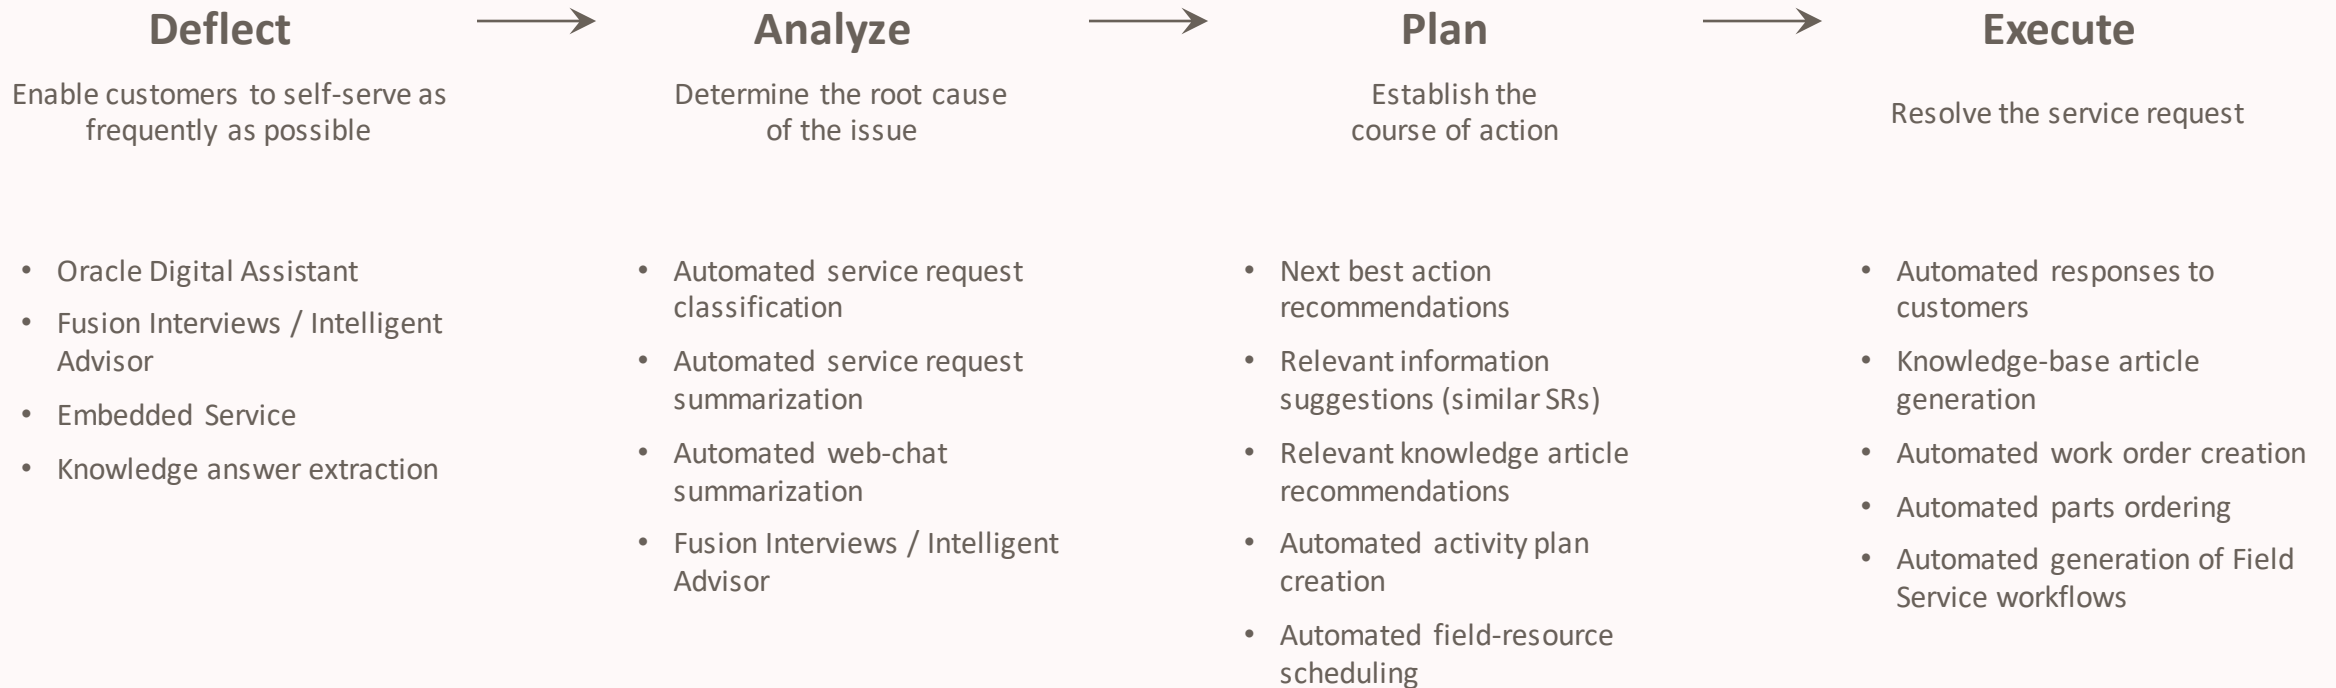 Deflect
Enable customers to self-serve as
frequently as possible
• Oracle Digital Assistant
• Fusion Interviews / Intelligent
Advisor
• Embedded Service
• Knowledge answer extraction
Analyze
Determine the root cause
of the issue
• Automated service request
classification
• Automated service request
summarization
• Automated web-chat
summarization
• Fusion Interviews / Intelligent
Advisor
Plan
Establish the
course of action
• Next best action
recommendations
• Relevant information
suggestions (similar SRs)
• Relevant knowledge article
recommendations
• Automated activity plan
creation
• Automated field-resource
scheduling
Execute
Resolve the service request
• Automated responses to
customers
• Knowledge-base article
generation
• Automated work order creation
• Automated parts ordering
• Automated generation of Field
Service workflows